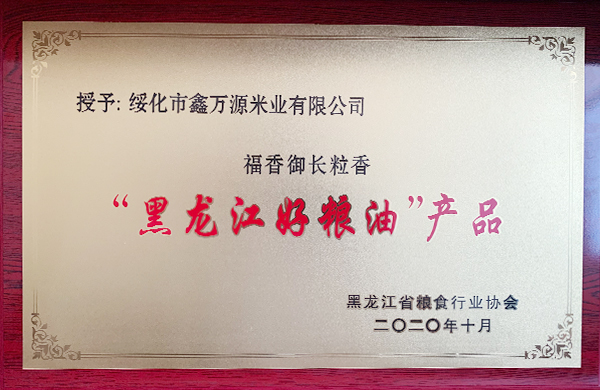 授予: 绥化市鑫万源米业有限公司
福香御长粒香
“黑龙江好粮油”产品
黑龙江省粮食行业协会
二〇二〇年十月